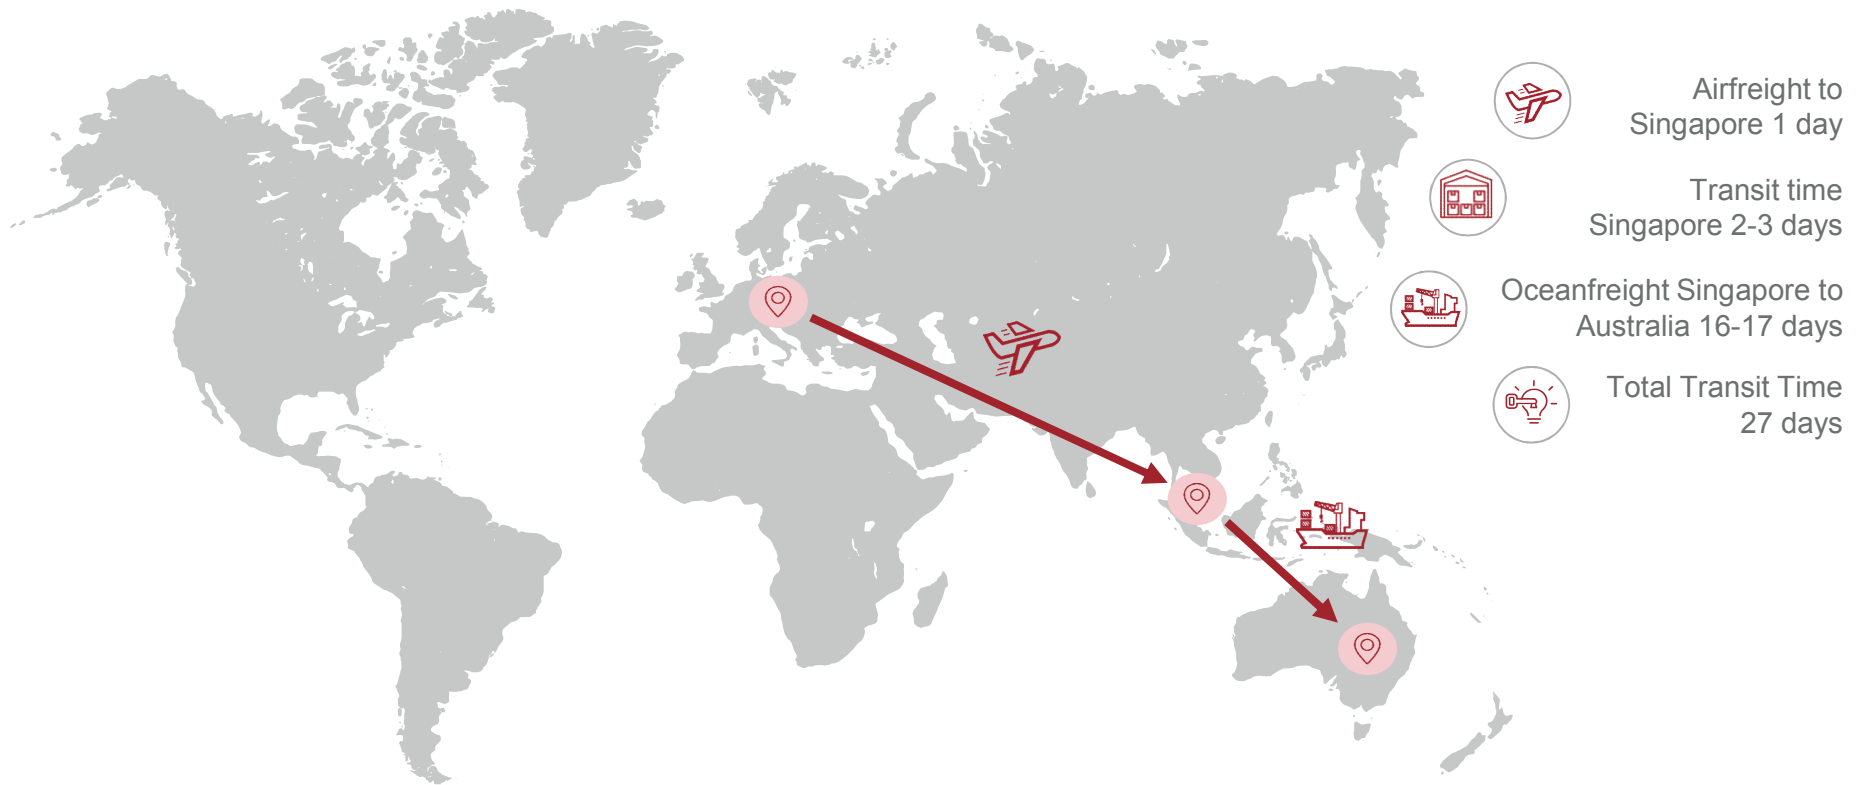 Airfreight to
Singapore 1 day
Transit time
Singapore 2-3 days
Oceanfreight Singapore to
Australia 16-17 days
Total Transit Time
27 days